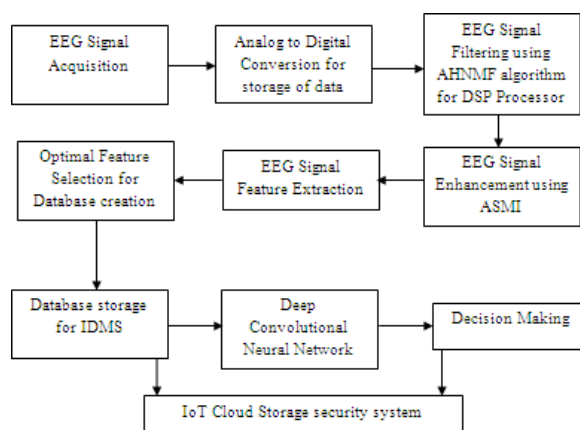 EEG Signal
Acquisition
Analog to Digital
Conversion for
storage of data
EEG Signal
Filtering using
AHNMF algorithm
for DSP Processor
Optimal Feature
Selection for
Database creation
EEG Signal
Feature Extraction
EEG Signal
Enhancement using
ASMI
Database storage
for IDMS
Deep
Convolutional
Neural Network
Decision Making
IoT Cloud Storage security system